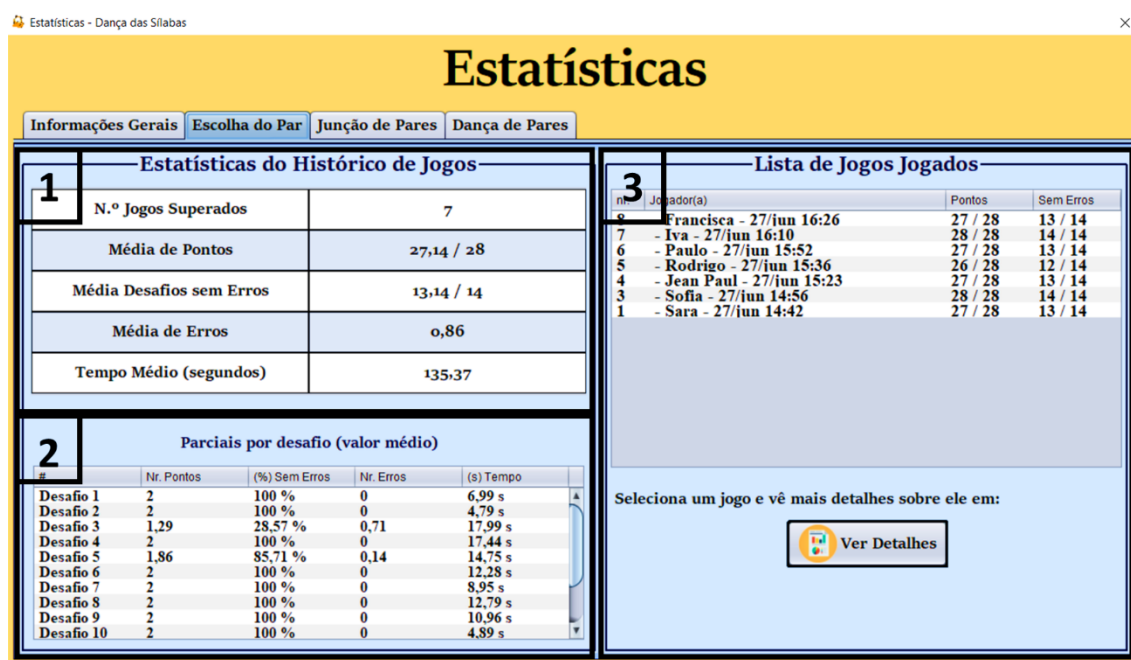 Estatísticas - Dança das Sílabas
Estatísticas
Informações Gerais Escolha do Par Junção de Pares Dança de Pares
1
Estatísticas do Histórico de Jogos
N.º Jogos Superados 7
Média de Pontos 27,14 / 28
Média Desafios sem Erros 13,14 / 14
Média de Erros 0,86
Tempo Médio (segundos) 135,37
2
Parciais por desafio (valor médio)
# Nr. Pontos (%) Sem Erros Nr. Erros (s) Tempo
Desafio 1 2 100 % 0 6,99 s
Desafio 2 2 100 % 0 4,79 s
Desafio 3 1,29 28,57 % 0,71 17,99 s
Desafio 4 2 100 % 0 17,44 s
Desafio 5 1,86 85,71 % 0,14 14,75 s
Desafio 6 2 100 % 0 12,28 s
Desafio 7 2 100 % 0 8,95 s
Desafio 8 2 100 % 0 12,79 s
Desafio 9 2 100 % 0 10,96 s
Desafio 10 2 100 % 0 4,89 s
3
Lista de Jogos Jogados
Jogador(a) Pontos Sem Erros
8 - Francisca - 27/jun 16:26 27 / 28 13 / 14
7 - Iva - 27/jun 16:10 28 / 28 14 / 14
6 - Paulo - 27/jun 15:52 27 / 28 13 / 14
5 - Rodrigo - 27/jun 15:36 26 / 28 12 / 14
4 - Jean Paul - 27/jun 15:23 27 / 28 13 / 14
3 - Sofia - 27/jun 14:56 28 / 28 14 / 14
1 - Sara - 27/jun 14:42 27 / 28 13 / 14
Seleciona um jogo e vê mais detalhes sobre ele em:
Ver Detalhes